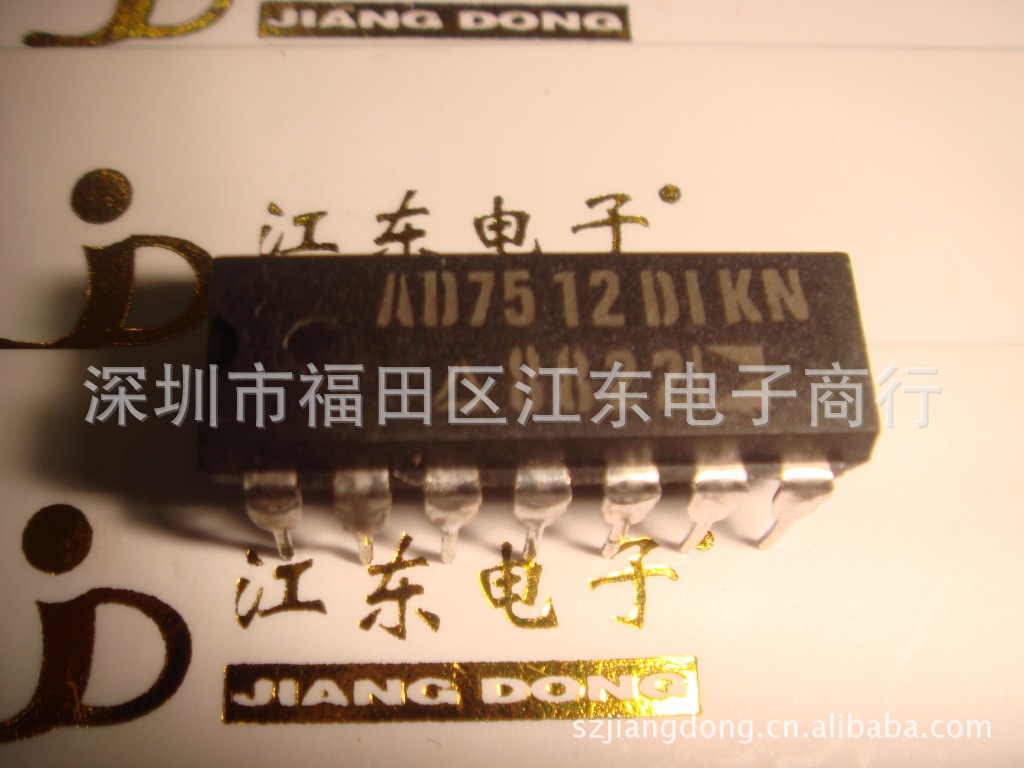 JIANG DONG
江东电子
AD7512DIKN
深圳市福田区江东电子商行
江东电子
JIANG DONG
szjiangdong.cn.alibaba.com